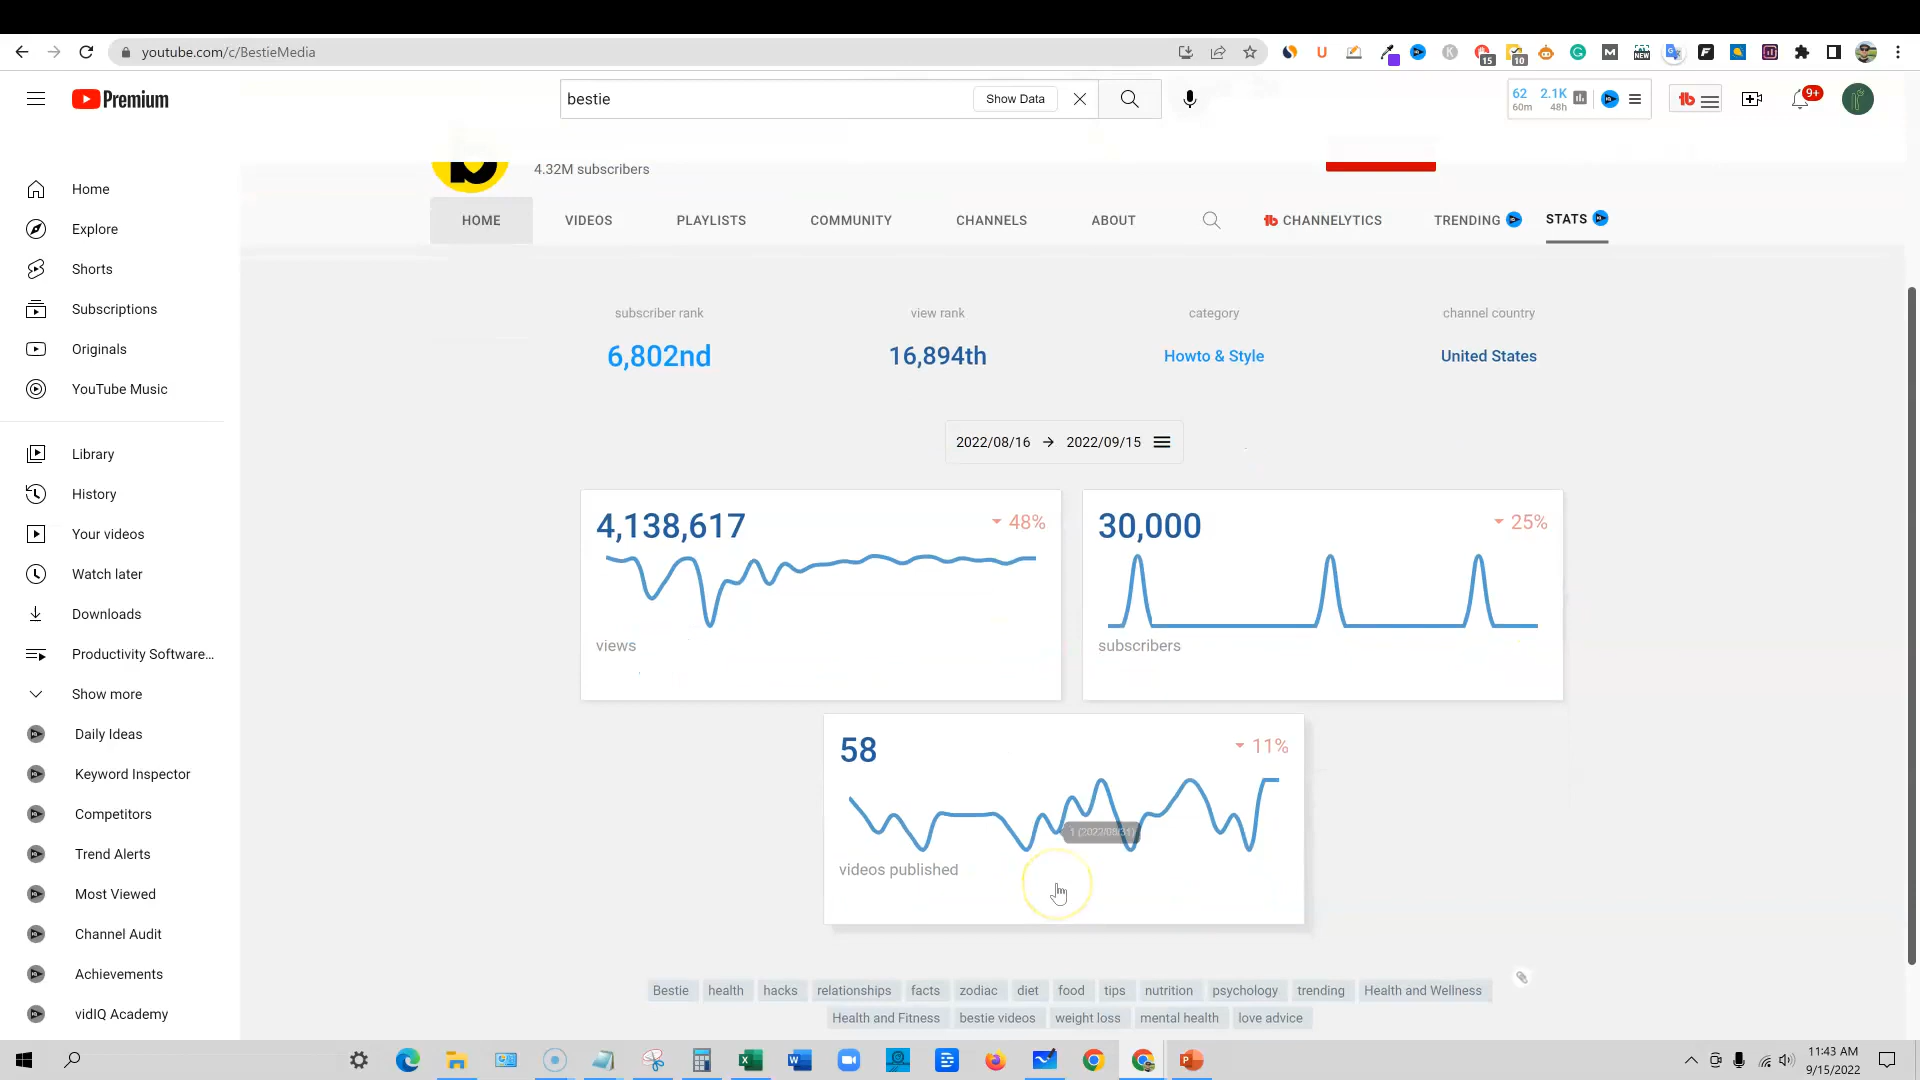 youtube.com/c/BestieMedia
15
10
NEW
Premium
bestie
Show Data
62 2.1K
60m 48h
9+
4.32M subscribers
HOME VIDEOS PLAYLISTS COMMUNITY CHANNELS ABOUT CHANNELYTICS TRENDING STATS
Home
Explore
Shorts
Subscriptions
Originals
YouTube Music
Library
History
Your videos
Watch later
Downloads
Productivity Software...
Show more
Daily Ideas
Keyword Inspector
Competitors
Trend Alerts
Most Viewed
Channel Audit
Achievements
vidIQ Academy
subscriber rank view rank category channel country
6,802nd 16,894th Howto & Style United States
2022/08/16 → 2022/09/15
4,138,617 48%
views
30,000 25%
subscribers
58 11%
1 (2022/08/31)
videos published
Bestie health hacks relationships facts zodiac diet food tips nutrition psychology trending Health and Wellness
Health and Fitness bestie videos weight loss mental health love advice
11:43 AM
9/15/2022